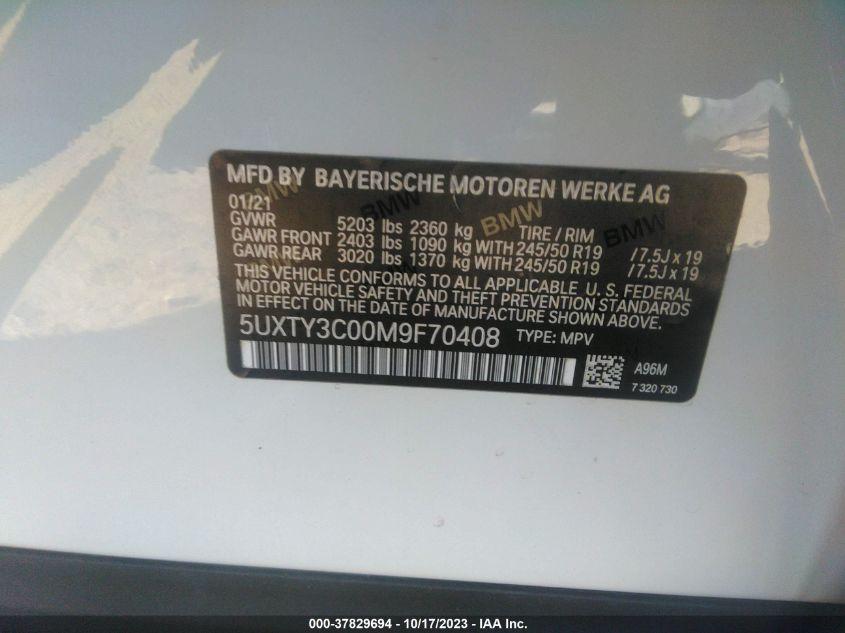 MFD BY BAYERISCHE MOTOREN WERKE AG
01/21
GVWR 5203 lbs 2360 kg TIRE / RIM
GAWR FRONT 2403 lbs 1090 kg WITH 245/50 R19 / 7.5J x 19
GAWR REAR 3020 lbs 1370 kg WITH 245/50 R19 / 7.5J x 19
THIS VEHICLE CONFORMS TO ALL APPLICABLE U. S. FEDERAL
MOTOR VEHICLE SAFETY AND THEFT PREVENTION STANDARDS
IN EFFECT ON THE DATE OF MANUFACTURE SHOWN ABOVE.
5UXTY3C00M9F70408 TYPE: MPV
A96M
7 320 730
BMW BMW BMW BMW
000-37829694 - 10/17/2023 - IAA Inc.